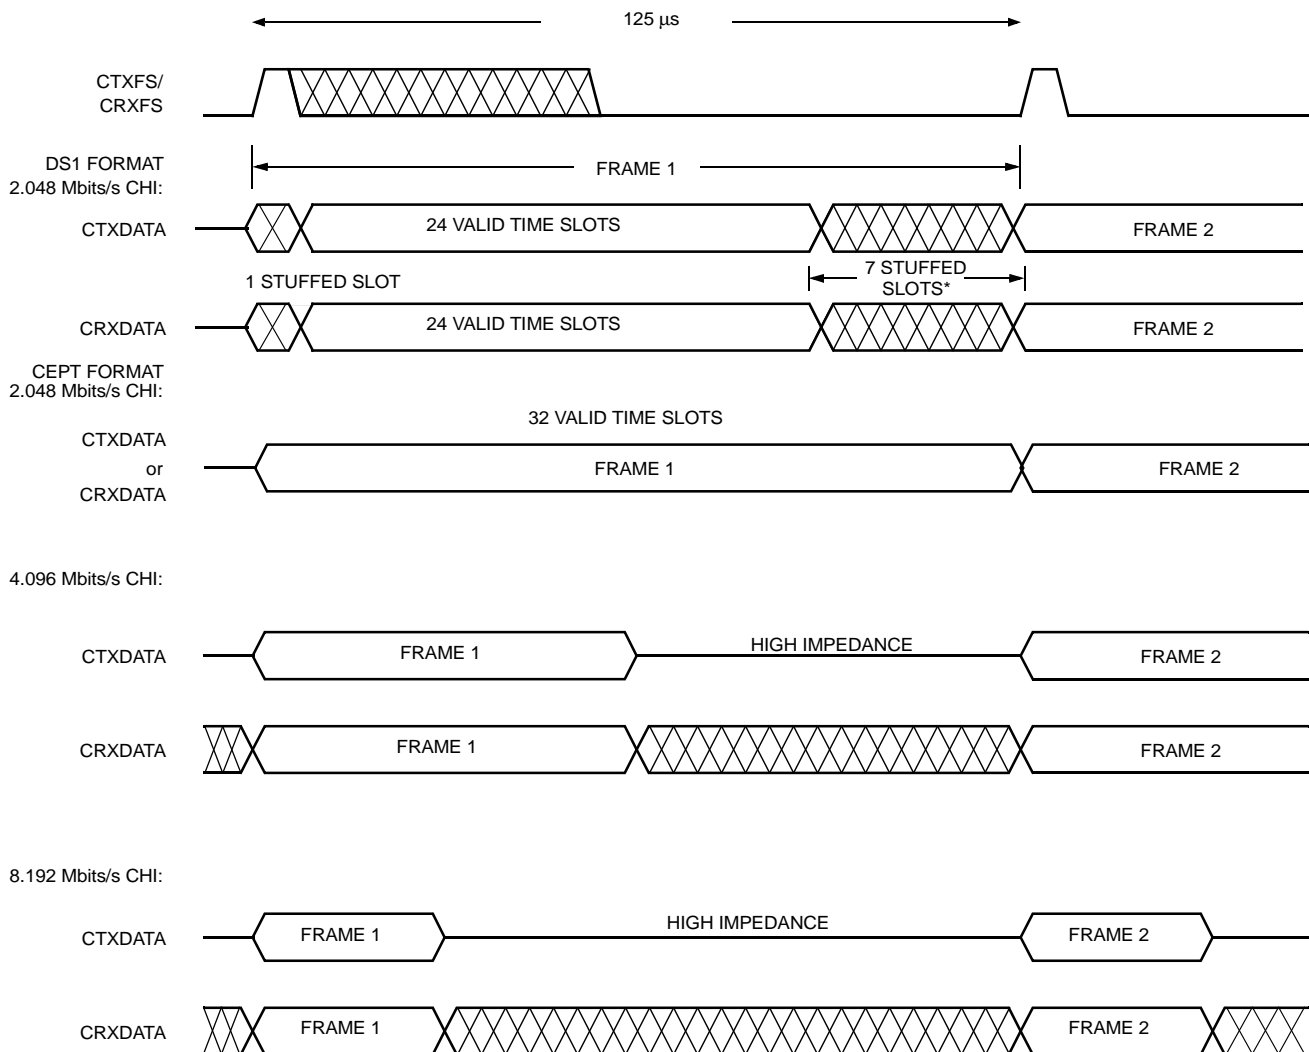 125 µs
CTXFS/
CRXFS
DS1 FORMAT
2.048 Mbits/s CHI:
FRAME 1
CTXDATA
24 VALID TIME SLOTS
FRAME 2
1 STUFFED SLOT
7 STUFFED
SLOTS*
CRXDATA
24 VALID TIME SLOTS
FRAME 2
CEPT FORMAT
2.048 Mbits/s CHI:
32 VALID TIME SLOTS
CTXDATA
or
CRXDATA
FRAME 1
FRAME 2
4.096 Mbits/s CHI:
CTXDATA
FRAME 1
HIGH IMPEDANCE
FRAME 2
CRXDATA
FRAME 1
FRAME 2
8.192 Mbits/s CHI:
CTXDATA
FRAME 1
HIGH IMPEDANCE
FRAME 2
CRXDATA
FRAME 1
FRAME 2